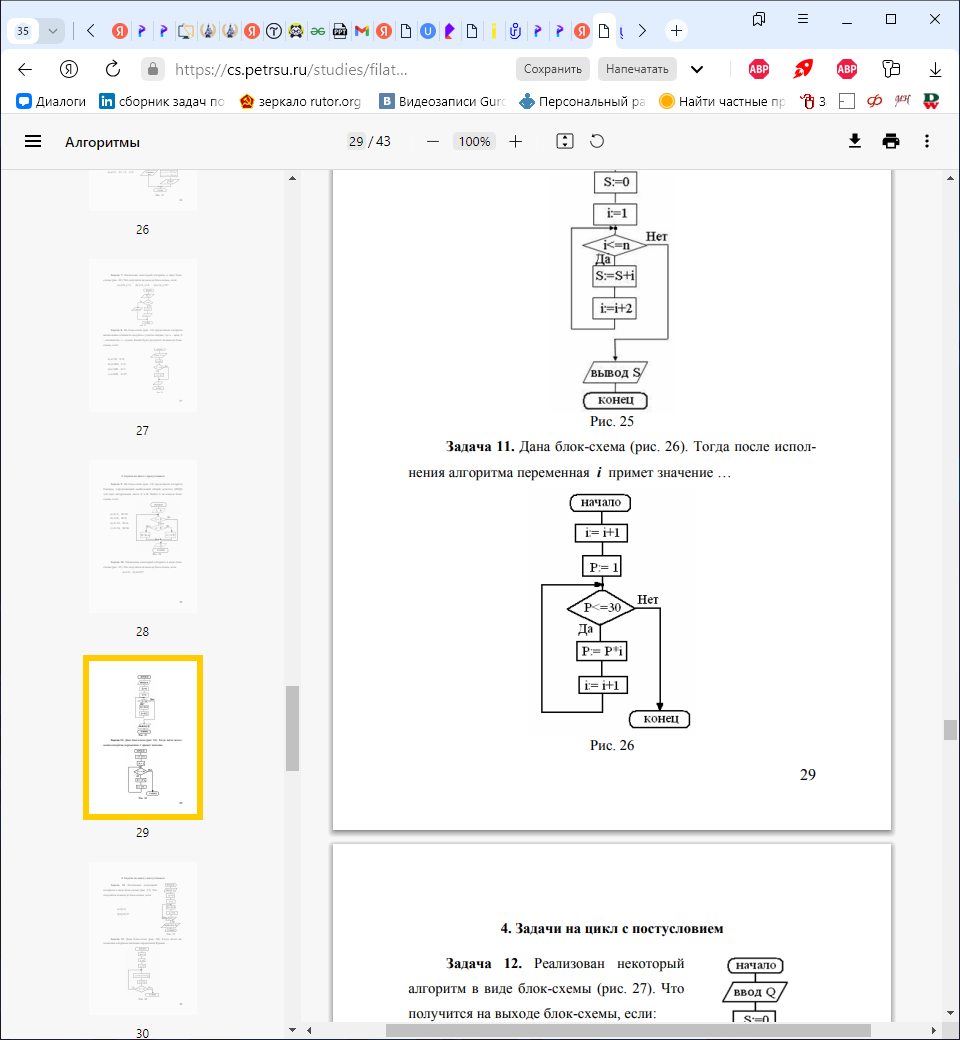 35
https://cs.petrsu.ru/studies/filat...
Сохранить
Напечатать
ABP
ABP
Диалоги
сборник задач по
зеркало rutor.org
Видеозаписи Gurc
Персональный ра
Найти частные пр
3
Алгоритмы
29 / 43
100%
26
27
28
29
30
S:=0
i:=1
i<=n
Нет
Да
S:=S+i
i:=i+2
вывод S
конец
Рис. 25
Задача 11. Дана блок-схема (рис. 26). Тогда после испол-
нения алгоритма переменная i примет значение …
начало
i:= i+1
P:= 1
P<=30
Нет
Да
P:= P*i
i:= i+1
конец
Рис. 26
29
4. Задачи на цикл с постусловием
Задача 12. Реализован некоторый
алгоритм в виде блок-схемы (рис. 27). Что
получится на выходе блок-схемы, если:
начало
ввод Q
S:=0